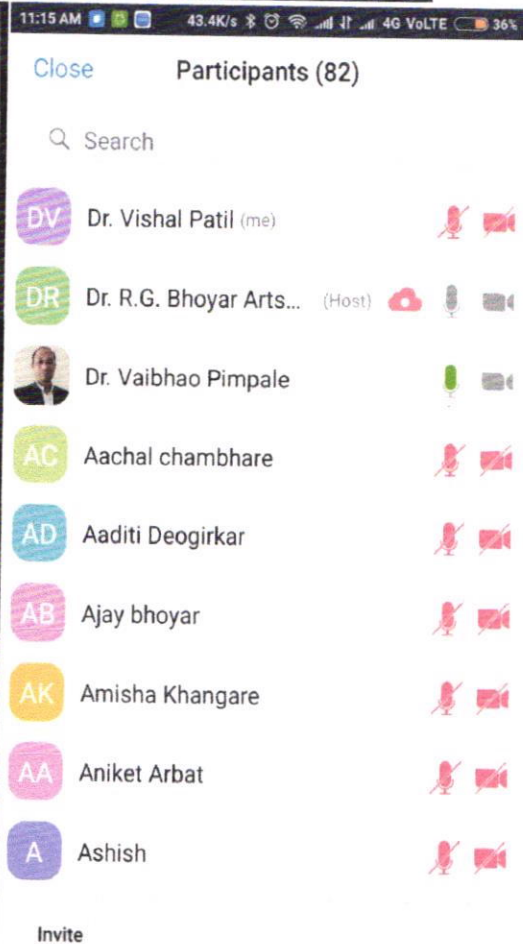 11:15 AM 43.4K/s 4G VoLTE 36%
Close Participants (82)
Search
DV Dr. Vishal Patil (me)
DR Dr. R.G. Bhoyar Arts... (Host)
Dr. Vaibhao Pimpale
AC Aachal chambhare
AD Aaditi Deogirkar
AB Ajay bhoyar
AK Amisha Khangare
AA Aniket Arbat
A Ashish
Invite